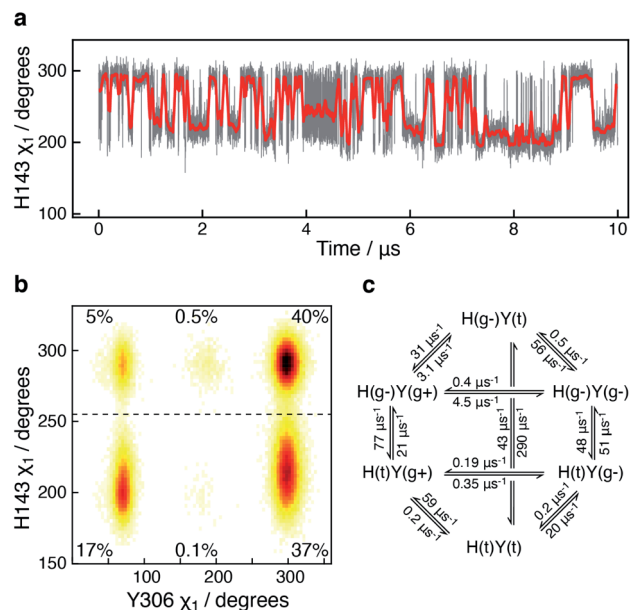 a
H143 χ1 / degrees
300
200
100
0
2
4
6
8
10
Time / μs
b
H143 χ1 / degrees
350
300
250
200
150
5%
0.5%
40%
17%
0.1%
37%
100
200
300
Y306 χ1 / degrees
c
H(g-)Y(t)
31 μs⁻¹
3.1 μs⁻¹
0.5 μs⁻¹
56 μs⁻¹
H(g-)Y(g+)
0.4 μs⁻¹
4.5 μs⁻¹
H(g-)Y(g-)
77 μs⁻¹
21 μs⁻¹
43 μs⁻¹
290 μs⁻¹
48 μs⁻¹
51 μs⁻¹
H(t)Y(g+)
0.19 μs⁻¹
0.35 μs⁻¹
H(t)Y(g-)
59 μs⁻¹
0.2 μs⁻¹
0.2 μs⁻¹
20 μs⁻¹
H(t)Y(t)